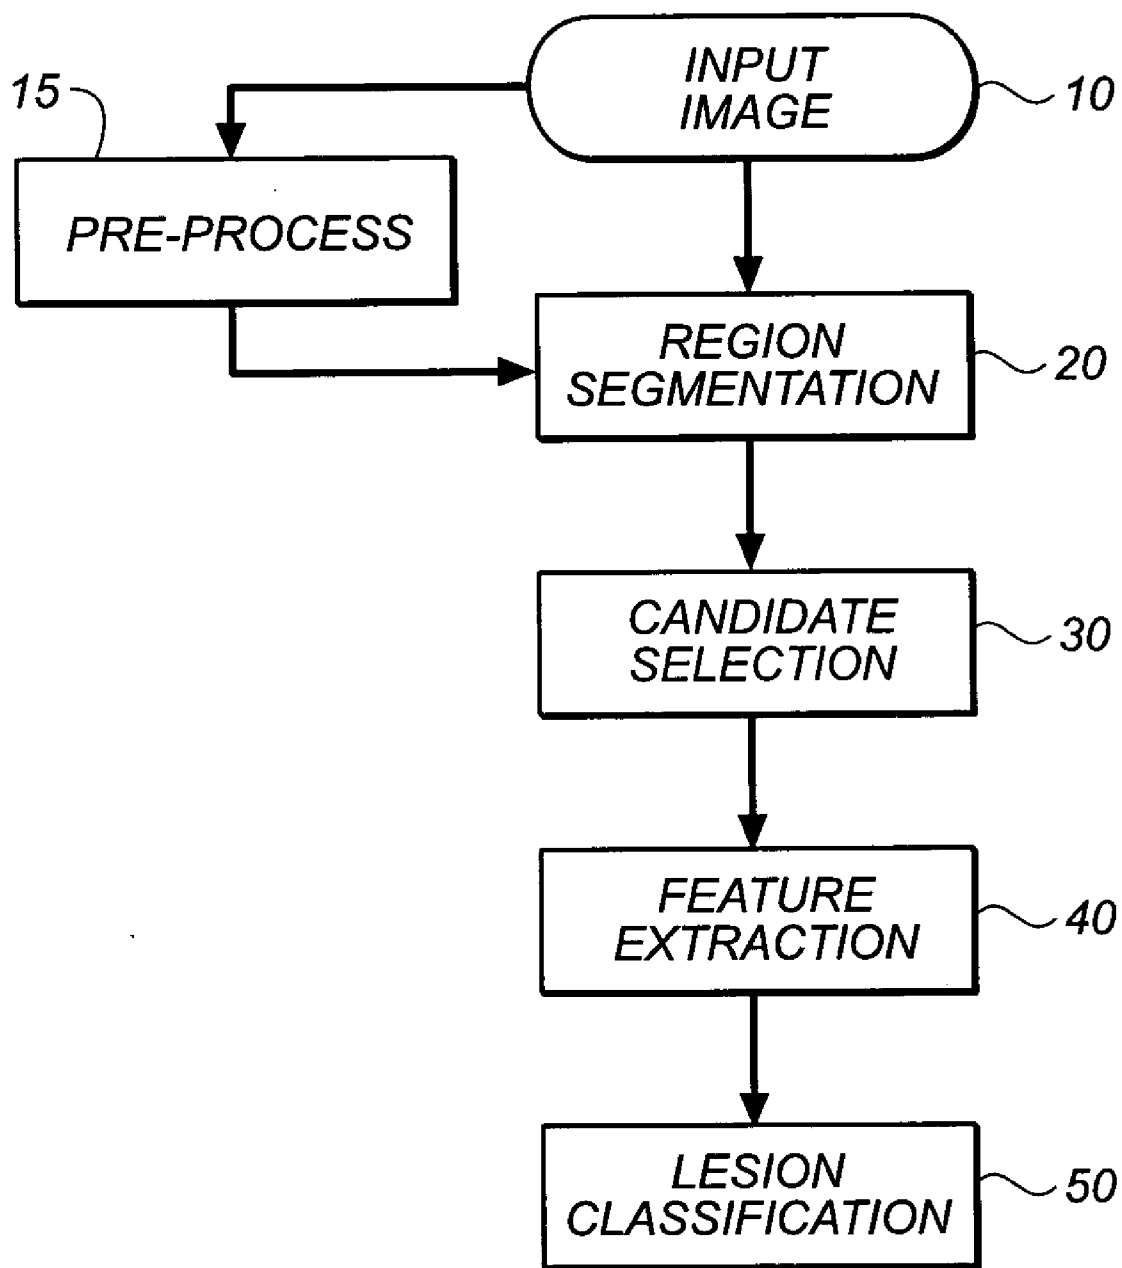 INPUT
IMAGE
10
15
PRE-PROCESS
REGION
SEGMENTATION
20
CANDIDATE
SELECTION
30
FEATURE
EXTRACTION
40
LESION
CLASSIFICATION
50